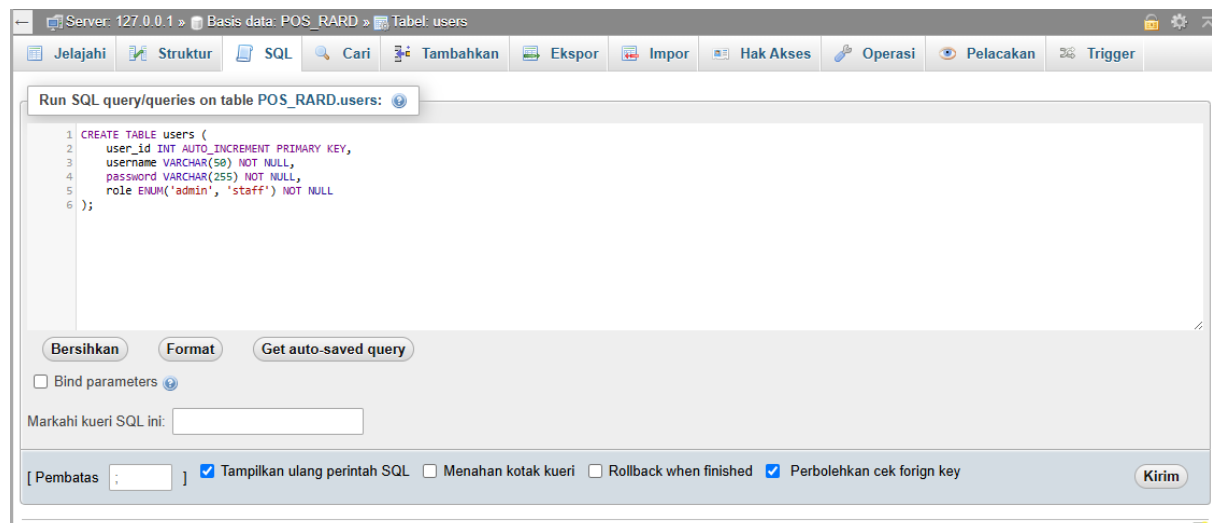 Server: 127.0.0.1 » Basis data: POS_RARD » Tabel: users
Jelajahi Struktur SQL Cari Tambahkan Ekspor Impor Hak Akses Operasi Pelacakan Trigger
Run SQL query/queries on table POS_RARD.users:
1 CREATE TABLE users (
2 user_id INT AUTO_INCREMENT PRIMARY KEY,
3 username VARCHAR(50) NOT NULL,
4 password VARCHAR(255) NOT NULL,
5 role ENUM('admin', 'staff') NOT NULL
6 );
Bersihkan Format Get auto-saved query
Bind parameters
Markahi kueri SQL ini:
[ Pembatas ; ] Tampilkan ulang perintah SQL Menahan kotak kueri Rollback when finished Perbolehkan cek forign key Kirim